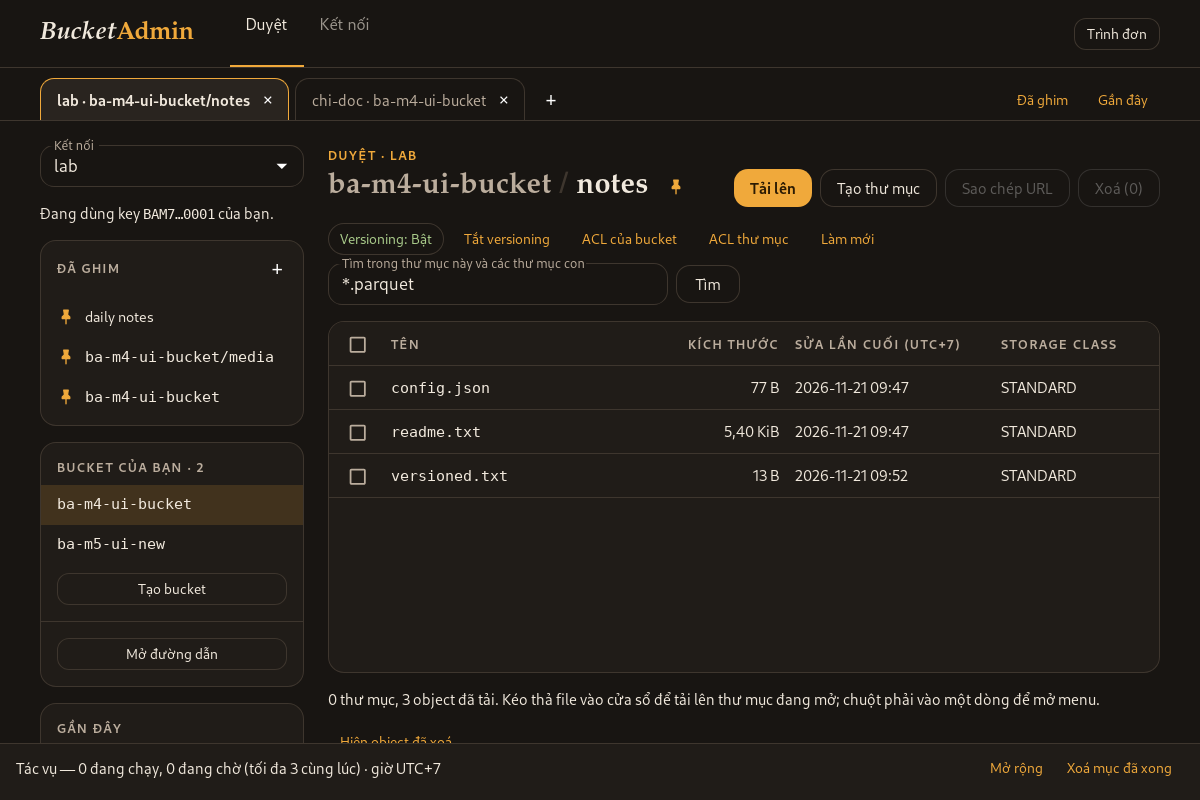 BucketAdmin
Duyệt
Kết nối
Trình đơn
lab · ba-m4-ui-bucket/notes ×
chi-doc · ba-m4-ui-bucket ×
+
Đã ghim
Gần đây
Kết nối
lab
Đang dùng key BAM7…0001 của bạn.
ĐÃ GHIM +
daily notes
ba-m4-ui-bucket/media
ba-m4-ui-bucket
BUCKET CỦA BẠN · 2
ba-m4-ui-bucket
ba-m5-ui-new
Tạo bucket
Mở đường dẫn
GẦN ĐÂY
DUYỆT · LAB
ba-m4-ui-bucket / notes
Tải lên
Tạo thư mục
Sao chép URL
Xoá (0)
Versioning: Bật
Tắt versioning
ACL của bucket
ACL thư mục
Làm mới
Tìm trong thư mục này và các thư mục con
*.parquet
Tìm
TÊN KÍCH THƯỚC SỬA LẦN CUỐI (UTC+7) STORAGE CLASS
config.json 77 B 2026-11-21 09:47 STANDARD
readme.txt 5,40 KiB 2026-11-21 09:47 STANDARD
versioned.txt 13 B 2026-11-21 09:52 STANDARD
0 thư mục, 3 object đã tải. Kéo thả file vào cửa sổ để tải lên thư mục đang mở; chuột phải vào một dòng để mở menu.
Hiện object đã xoá
Tác vụ — 0 đang chạy, 0 đang chờ (tối đa 3 cùng lúc) · giờ UTC+7
Mở rộng
Xoá mục đã xong